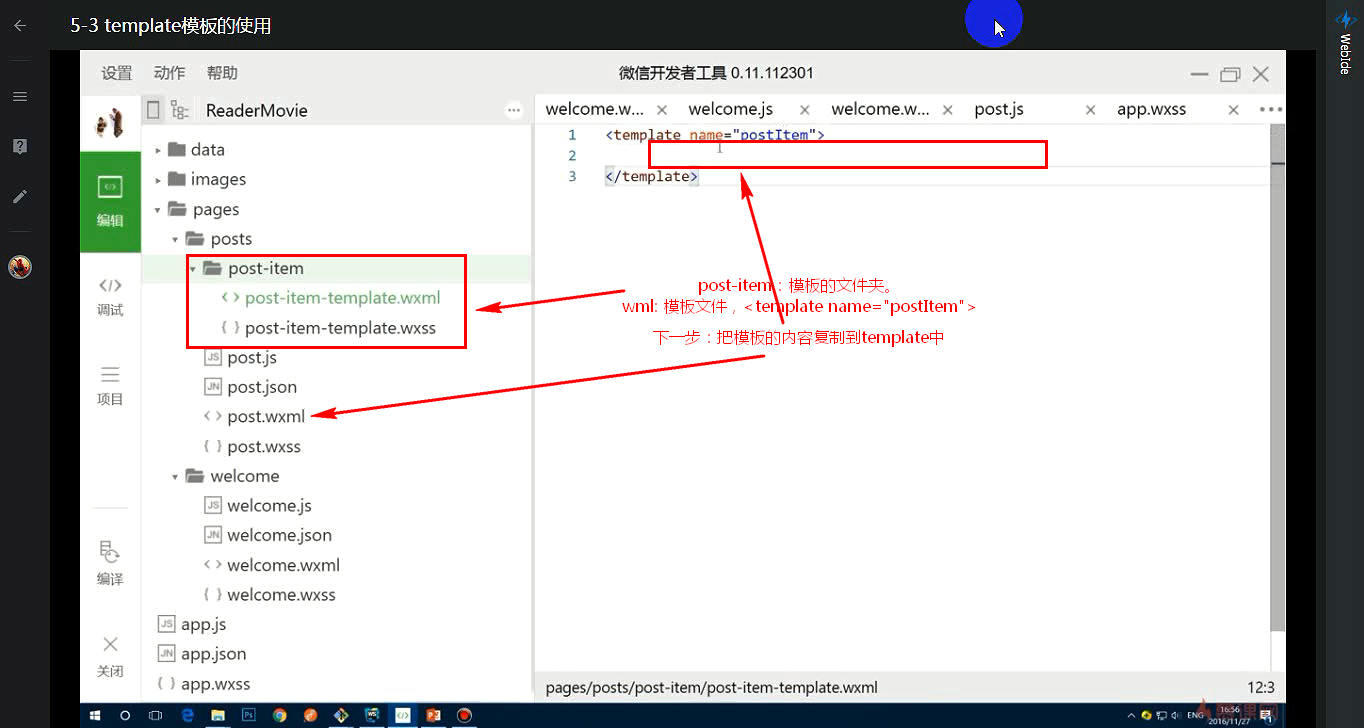 5-3 template模板的使用
WebIde
设置 动作 帮助
微信开发者工具 0.11.112301
ReaderMovie
welcome.w... welcome.js welcome.w... post.js app.wxss
编辑
调试
项目
编译
关闭
data
images
pages
posts
post-item
post-item-template.wxml
post-item-template.wxss
JS post.js
JN post.json
post.wxml
post.wxss
welcome
JS welcome.js
JN welcome.json
welcome.wxml
welcome.wxss
JS app.js
JN app.json
app.wxss
1 <template name="postItem">
2
3 </template>
post-item：模板的文件夹。
wml: 模板文件，<template name="postItem">
下一步：把模板的内容复制到template中
pages/posts/post-item/post-item-template.wxml
12:3
ENG
16:56
2016/11/27